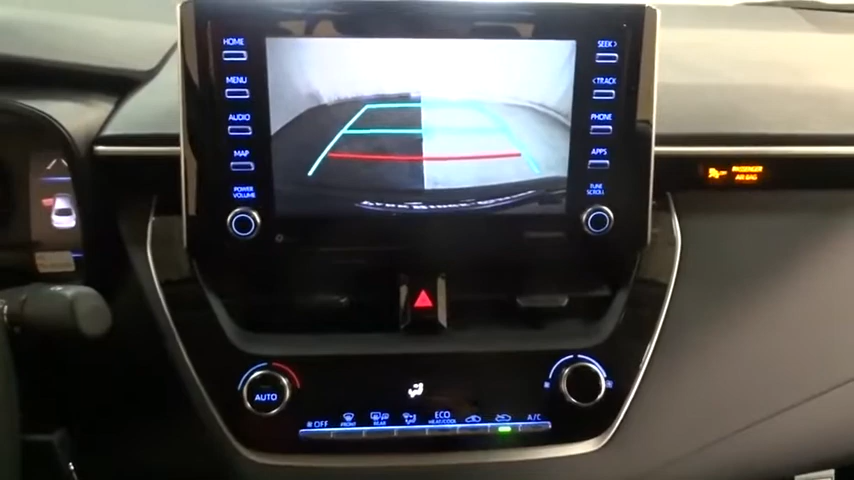 HOME
MENU
AUDIO
MAP
POWER
VOLUME
SEEK>
<TRACK
PHONE
APPS
TUNE
SCROLL
PASSENGER
AIR BAG
AUTO
OFF
FRONT
REAR
ECO
HEAT/COOL
A/C